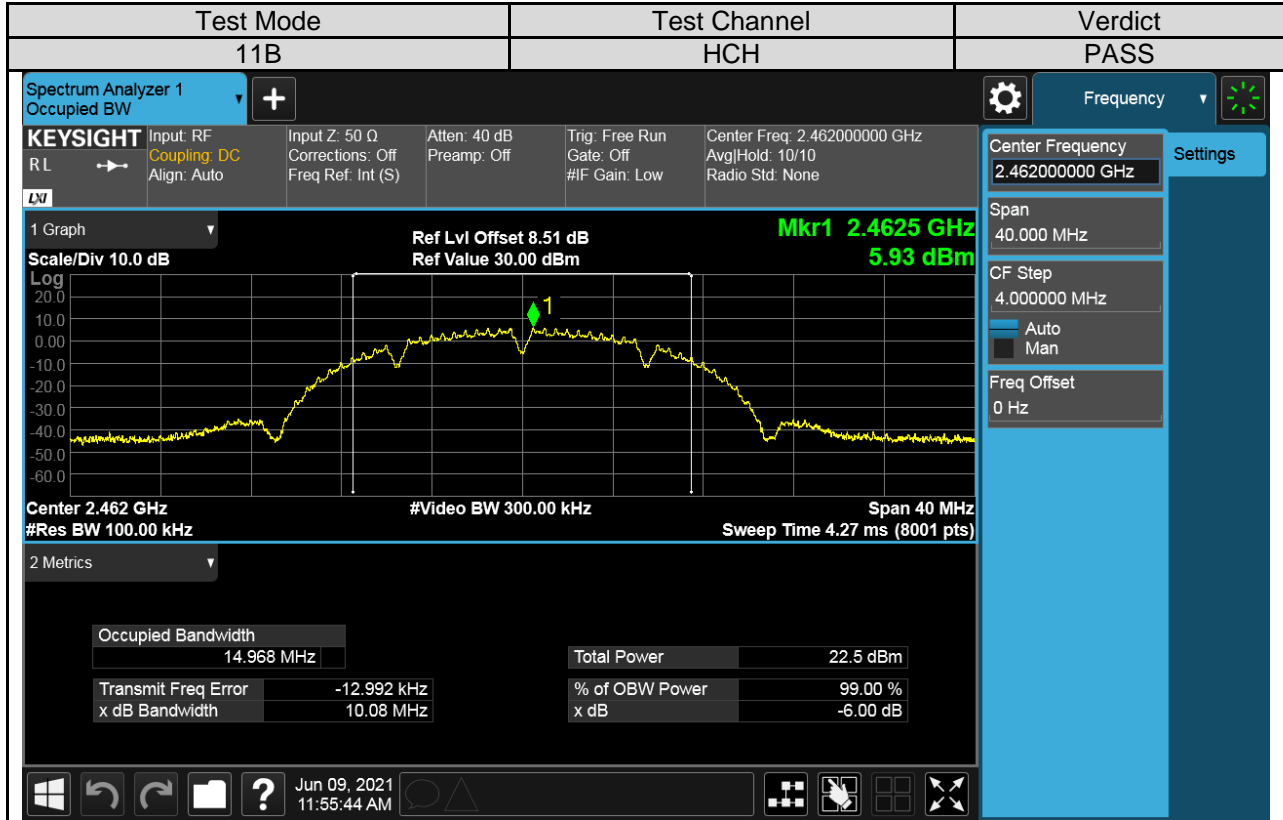 Test Mode Test Channel Verdict
11B HCH PASS
Spectrum Analyzer 1
Occupied BW
+
Frequency
KEYSIGHT Input: RF Input Z: 50 Ω Atten: 40 dB Trig: Free Run Center Freq: 2.462000000 GHz
RL Coupling: DC Corrections: Off Preamp: Off Gate: Off Avg|Hold: 10/10
Align: Auto Freq Ref: Int (S) #IF Gain: Low Radio Std: None
LXI
Center Frequency
2.462000000 GHz
Settings
Span
40.000 MHz
CF Step
4.000000 MHz
Auto
Man
Freq Offset
0 Hz
1 Graph Ref Lvl Offset 8.51 dB Mkr1 2.4625 GHz
Scale/Div 10.0 dB Ref Value 30.00 dBm 5.93 dBm
Log
20.0
10.0
0.00
-10.0
-20.0
-30.0
-40.0
-50.0
-60.0
1
Center 2.462 GHz #Video BW 300.00 kHz Span 40 MHz
#Res BW 100.00 kHz Sweep Time 4.27 ms (8001 pts)
2 Metrics
Occupied Bandwidth
14.968 MHz Total Power 22.5 dBm
Transmit Freq Error -12.992 kHz % of OBW Power 99.00 %
x dB Bandwidth 10.08 MHz x dB -6.00 dB
? Jun 09, 2021
11:55:44 AM